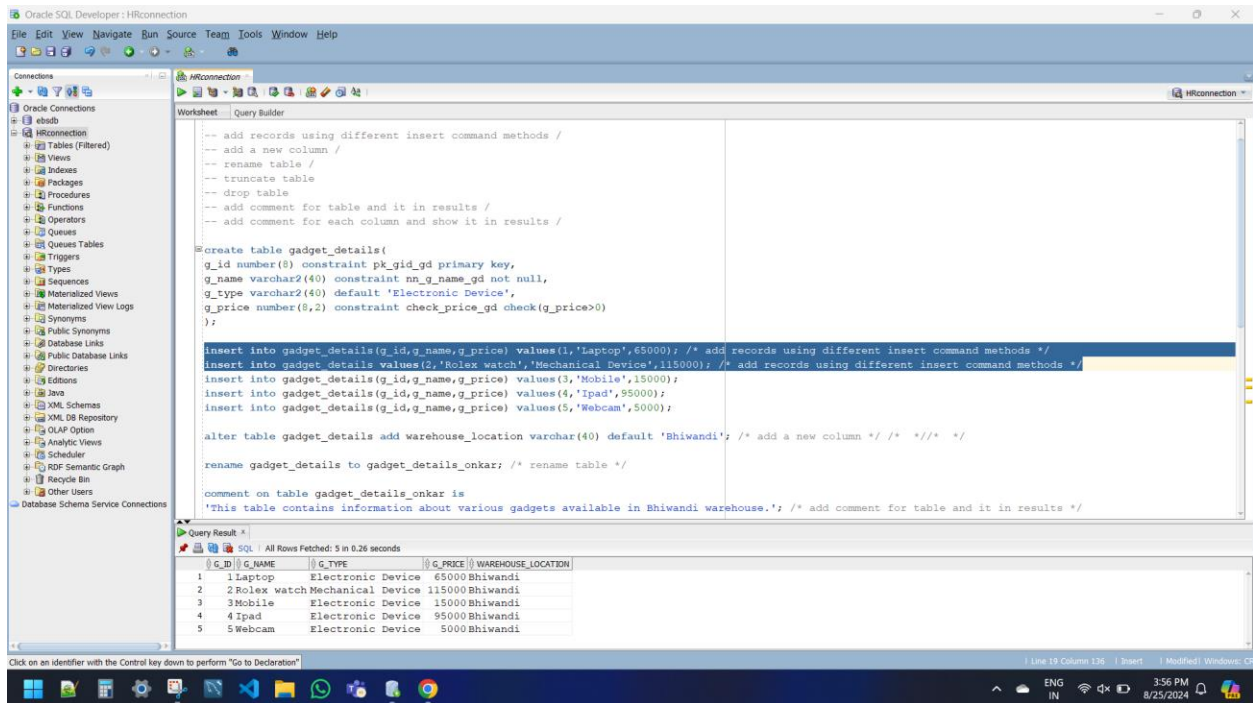 Oracle SQL Developer : HRconnection
File Edit View Navigate Run Source Team Tools Window Help
Connections
HRconnection
HRconnection
Worksheet Query Builder
Oracle Connections
ebsdb
HRconnection
Tables (Filtered)
Views
Indexes
Packages
Procedures
Functions
Operators
Queues
Queues Tables
Triggers
Types
Sequences
Materialized Views
Materialized View Logs
Synonyms
Public Synonyms
Database Links
Public Database Links
Directories
Editions
Java
XML Schemas
XML DB Repository
OLAP Option
Analytic Views
Scheduler
RDF Semantic Graph
Recycle Bin
Other Users
Database Schema Service Connections
-- add records using different insert command methods /
-- add a new column /
-- rename table /
-- truncate table
-- drop table
-- add comment for table and it in results /
-- add comment for each column and show it in results /
create table gadget_details(
g_id number(8) constraint pk_gid_gd primary key,
g_name varchar2(40) constraint nn_g_name_gd not null,
g_type varchar2(40) default 'Electronic Device',
g_price number(8,2) constraint check_price_gd check(g_price>0)
);
insert into gadget_details(g_id,g_name,g_price) values(1,'Laptop',65000); /* add records using different insert command methods */
insert into gadget_details values(2,'Rolex watch','Mechanical Device',115000); /* add records using different insert command methods */
insert into gadget_details(g_id,g_name,g_price) values(3,'Mobile',15000);
insert into gadget_details(g_id,g_name,g_price) values(4,'Ipad',95000);
insert into gadget_details(g_id,g_name,g_price) values(5,'Webcam',5000);
alter table gadget_details add warehouse_location varchar(40) default 'Bhiwandi'; /* add a new column */ /* *//* */
rename gadget_details to gadget_details_onkar; /* rename table */
comment on table gadget_details_onkar is
'This table contains information about various gadgets available in Bhiwandi warehouse.'; /* add comment for table and it in results */
Query Result
SQL | All Rows Fetched: 5 in 0.26 seconds
G_ID G_NAME G_TYPE G_PRICE WAREHOUSE_LOCATION
1 1 Laptop Electronic Device 65000 Bhiwandi
2 2 Rolex watch Mechanical Device 115000 Bhiwandi
3 3 Mobile Electronic Device 15000 Bhiwandi
4 4 Ipad Electronic Device 95000 Bhiwandi
5 5 Webcam Electronic Device 5000 Bhiwandi
Click on an identifier with the Control key down to perform "Go to Declaration"
| Line 19 Column 136 | Insert | Modified | Windows: CF
ENG
IN
3:56 PM
8/25/2024